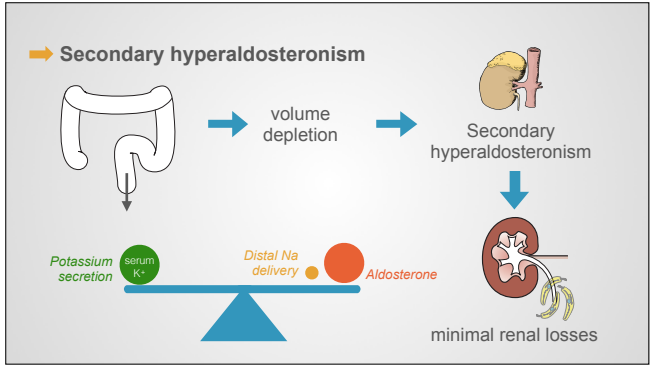 Secondary hyperaldosteronism
volume
depletion
Secondary
hyperaldosteronism
Potassium
secretion
serum
K+
Distal Na
delivery
Aldosterone
minimal renal losses